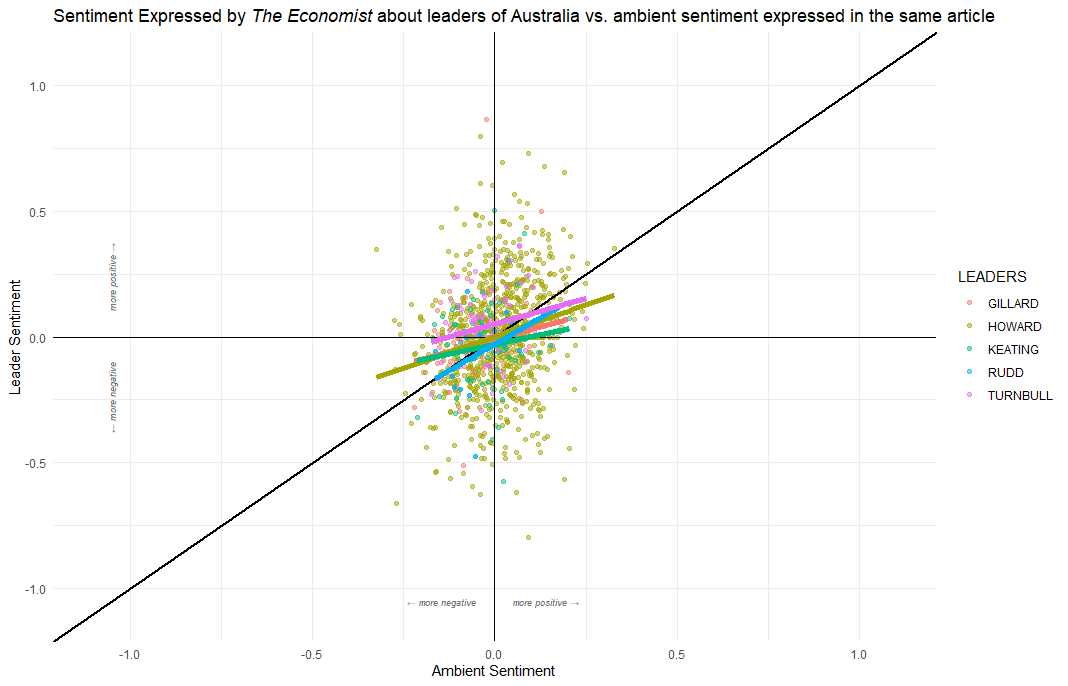 Sentiment Expressed by The Economist about leaders of Australia vs. ambient sentiment expressed in the same article
1.0
0.5
0.0
-0.5
-1.0
Leader Sentiment
more positive →
← more negative
← more negative
more positive →
-1.0
-0.5
0.0
0.5
1.0
Ambient Sentiment
LEADERS
GILLARD
HOWARD
KEATING
RUDD
TURNBULL